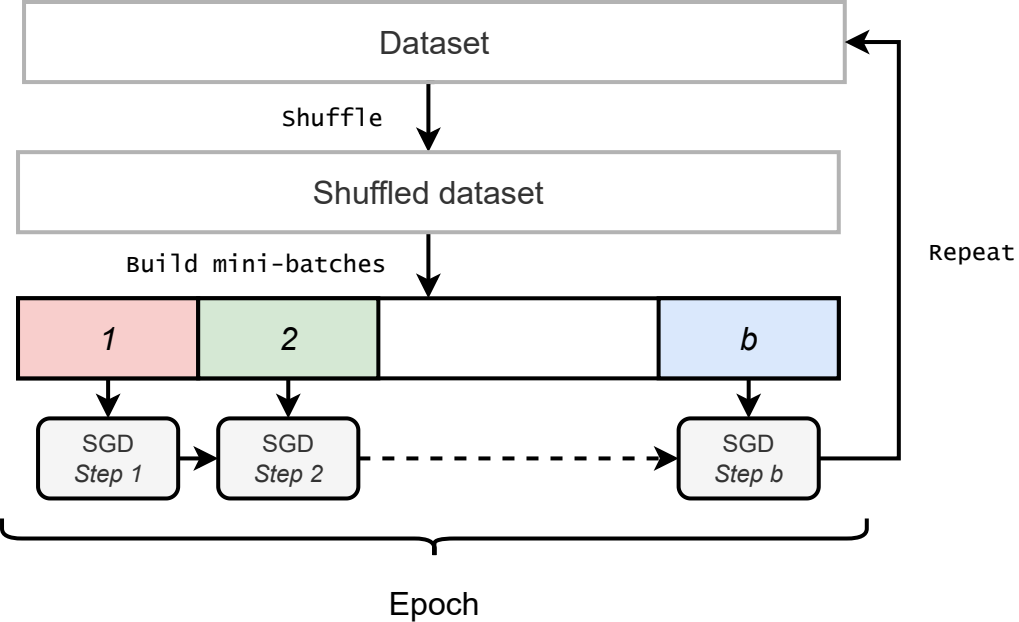 Dataset
Shuffle
Shuffled dataset
Build mini-batches
Repeat
1 2 b
SGD SGD SGD
Step 1 Step 2 Step b
Epoch